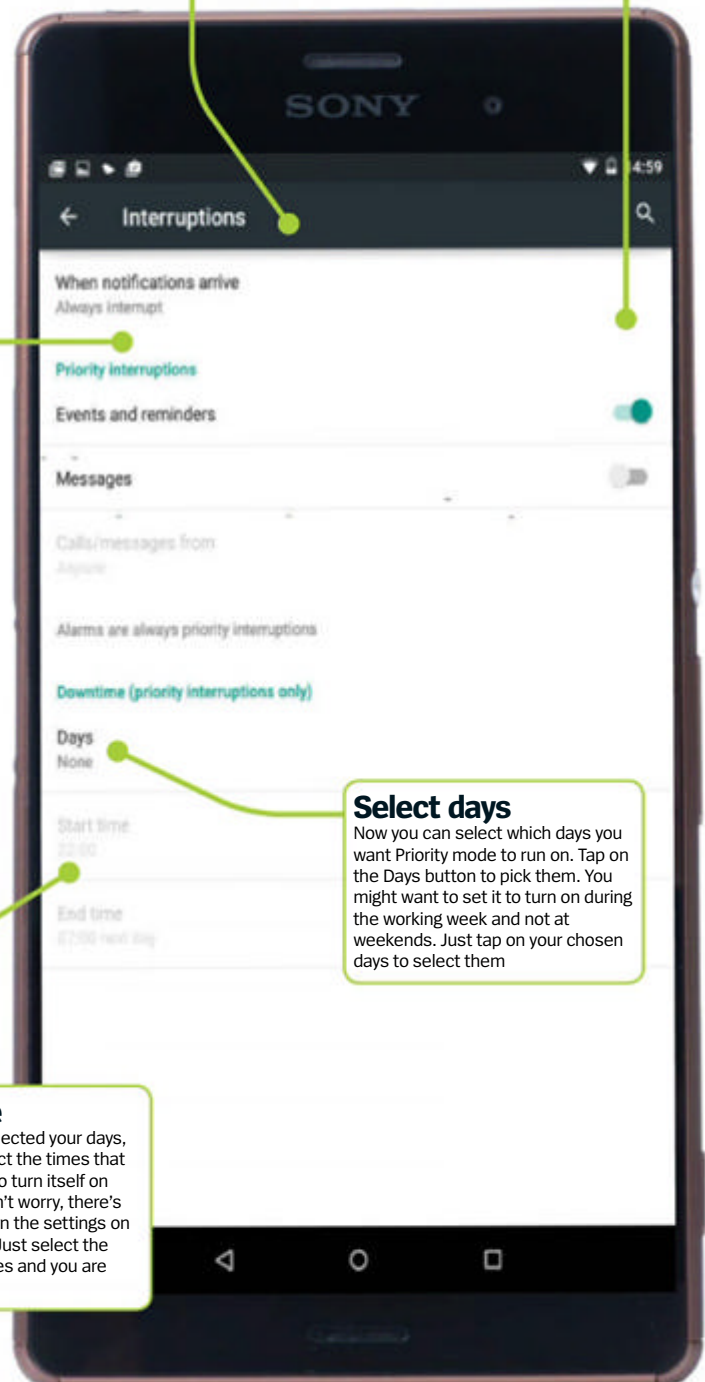 SONY
14:59
Interruptions
When notifications arrive
Always interrupt
Priority interruptions
Events and reminders
Messages
Calls/messages from
Anyone
Alarms are always priority interruptions
Downtime (priority interruptions only)
Days
None
Start time
22:00
End time
07:00 next day
Select days
Now you can select which days you
want Priority mode to run on. Tap on
the Days button to pick them. You
might want to set it to turn on during
the working week and not at
weekends. Just tap on your chosen
days to select them
e
ected your days,
ct the times that
o turn itself on
n't worry, there's
n the settings on
Just select the
es and you are